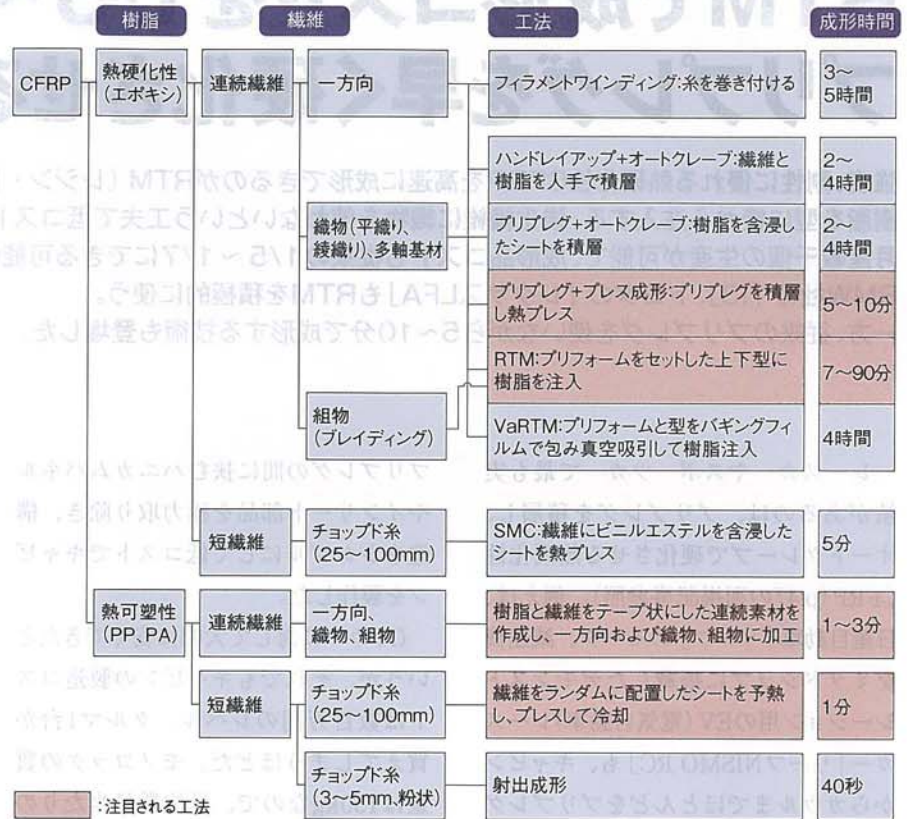 樹脂
繊維
工法
成形時間
CFRP
熱硬化性
(エポキシ)
連続繊維
一方向
フィラメントワインディング:糸を巻き付ける
3～
5時間
ハンドレイアップ+オートクレーブ:繊維と
樹脂を人手で積層
2～
4時間
織物(平織り、
綾織り)、多軸基材
プリプレグ+オートクレーブ:樹脂を含浸し
たシートを積層
2～
4時間
プリプレグ+プレス成形:プリプレグを積層
し熱プレス
5～10分
RTM:プリフォームをセットした上下型に
樹脂を注入
7～90分
組物
(ブレイディング)
VaRTM:プリフォームと型をバギングフィ
ルムで包み真空吸引して樹脂注入
4時間
短繊維
チョップド糸
(25～100mm)
SMC:繊維にビニルエステルを含浸した
シートを熱プレス
5分
熱可塑性
(PP、PA)
連続繊維
一方向、
織物、組物
樹脂と繊維をテープ状にした連続素材を
作成し、一方向および織物、組物に加工
1～3分
短繊維
チョップド糸
(25～100mm)
繊維をランダムに配置したシートを予熱
し、プレスして冷却
1分
チョップド糸
(3～5mm、粉状)
射出成形
40秒
:注目される工法